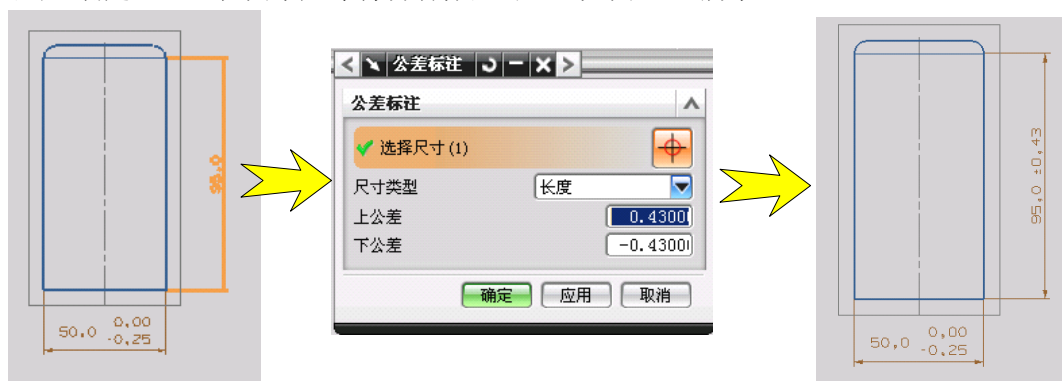 95.0
50.0 0.00
-0.25
公差标注
公差标注
选择尺寸(1)
尺寸类型 长度
上公差 0.4300
下公差 -0.4300
确定 应用 取消
95.0 ±0.43
50.0 0.00
-0.25